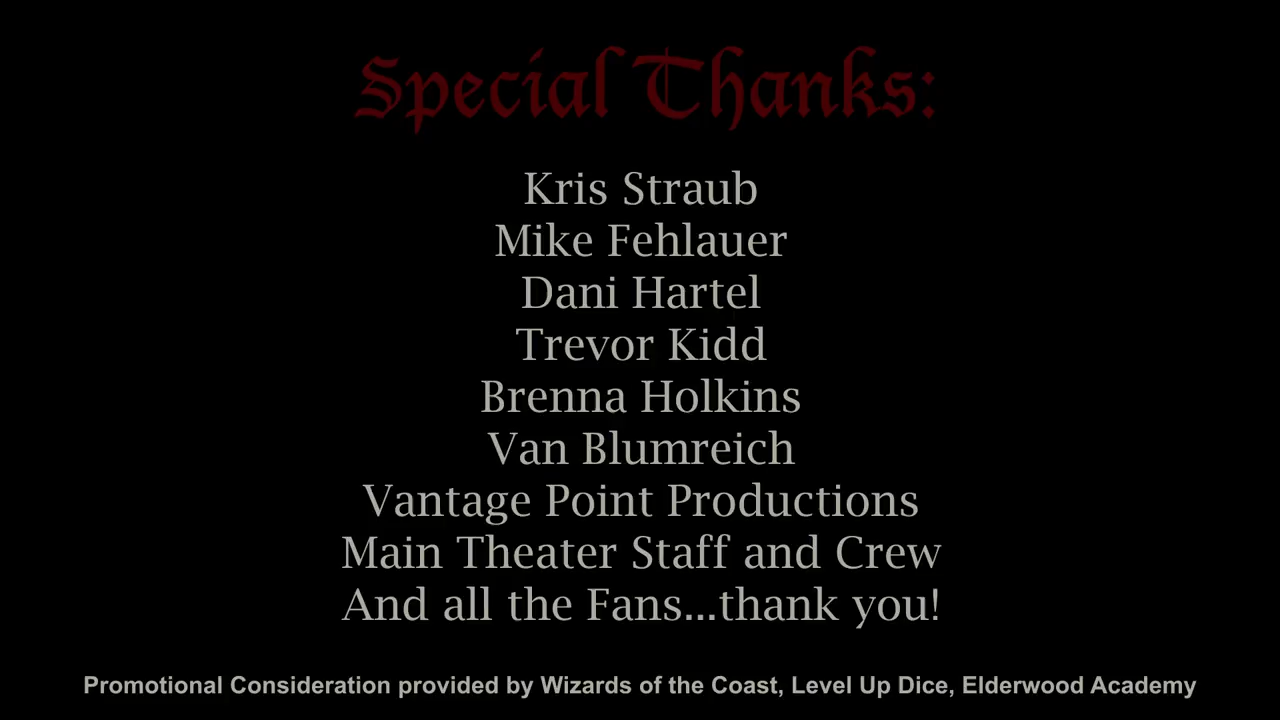 Special Thanks:
Kris Straub
Mike Fehlauer
Dani Hartel
Trevor Kidd
Brenna Holkins
Van Blumreich
Vantage Point Productions
Main Theater Staff and Crew
And all the Fans...thank you!
Promotional Consideration provided by Wizards of the Coast, Level Up Dice, Elderwood Academy